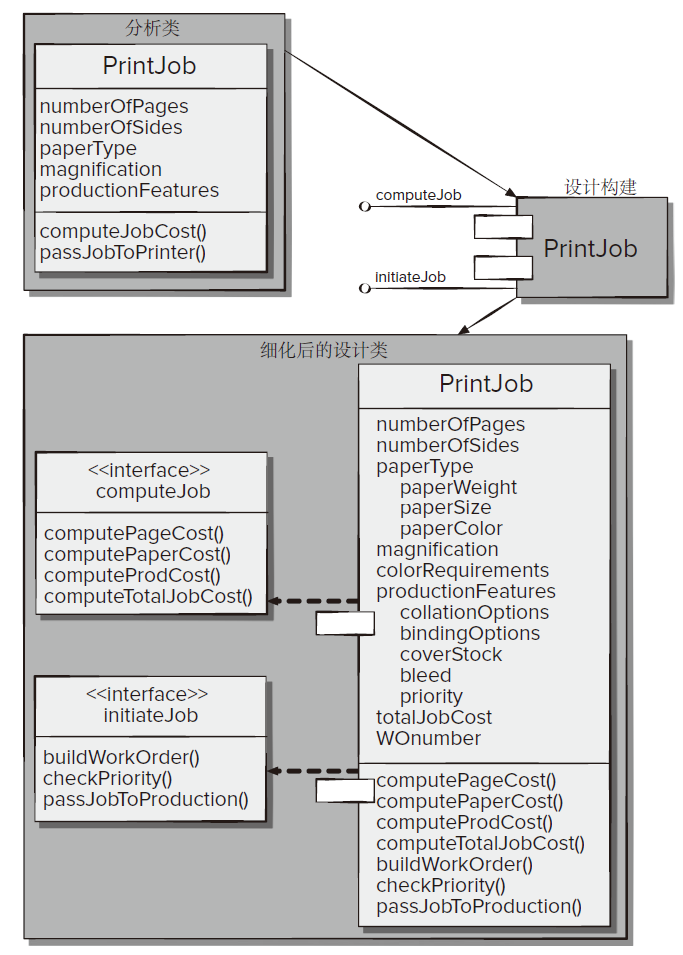 分析类
PrintJob
numberOfPages
numberOfSides
paperType
magnification
productionFeatures
computeJobCost()
passJobToPrinter()
设计构建
computeJob
PrintJob
initiateJob
细化后的设计类
PrintJob
numberOfPages
numberOfSides
paperType
paperWeight
paperSize
paperColor
magnification
colorRequirements
productionFeatures
collationOptions
bindingOptions
coverStock
bleed
priority
totalJobCost
WOnumber
computePageCost()
computePaperCost()
computeProdCost()
computeTotalJobCost()
buildWorkOrder()
checkPriority()
passJobToProduction()
<<interface>>
computeJob
computePageCost()
computePaperCost()
computeProdCost()
computeTotalJobCost()
<<interface>>
initiateJob
buildWorkOrder()
checkPriority()
passJobToProduction()